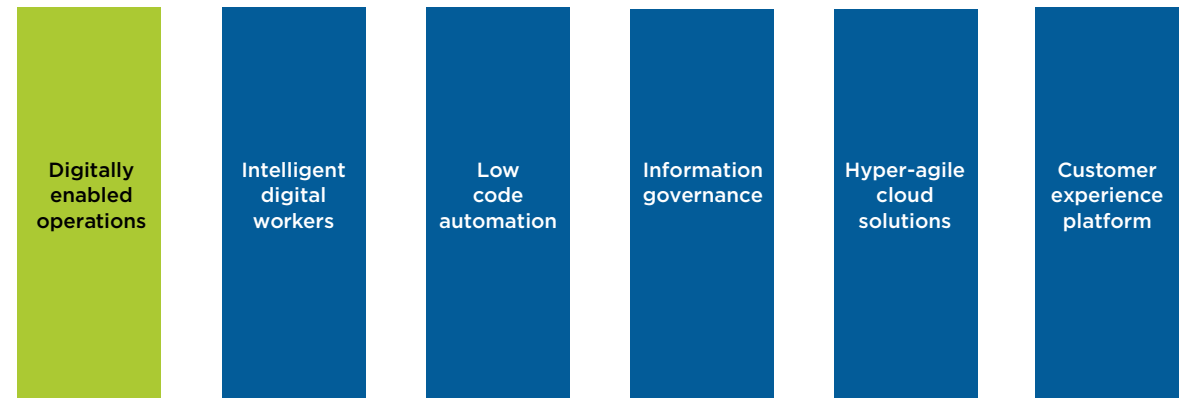 Digitally
enabled
operations
Intelligent
digital
workers
Low
code
automation
Information
governance
Hyper-agile
cloud
solutions
Customer
experience
platform